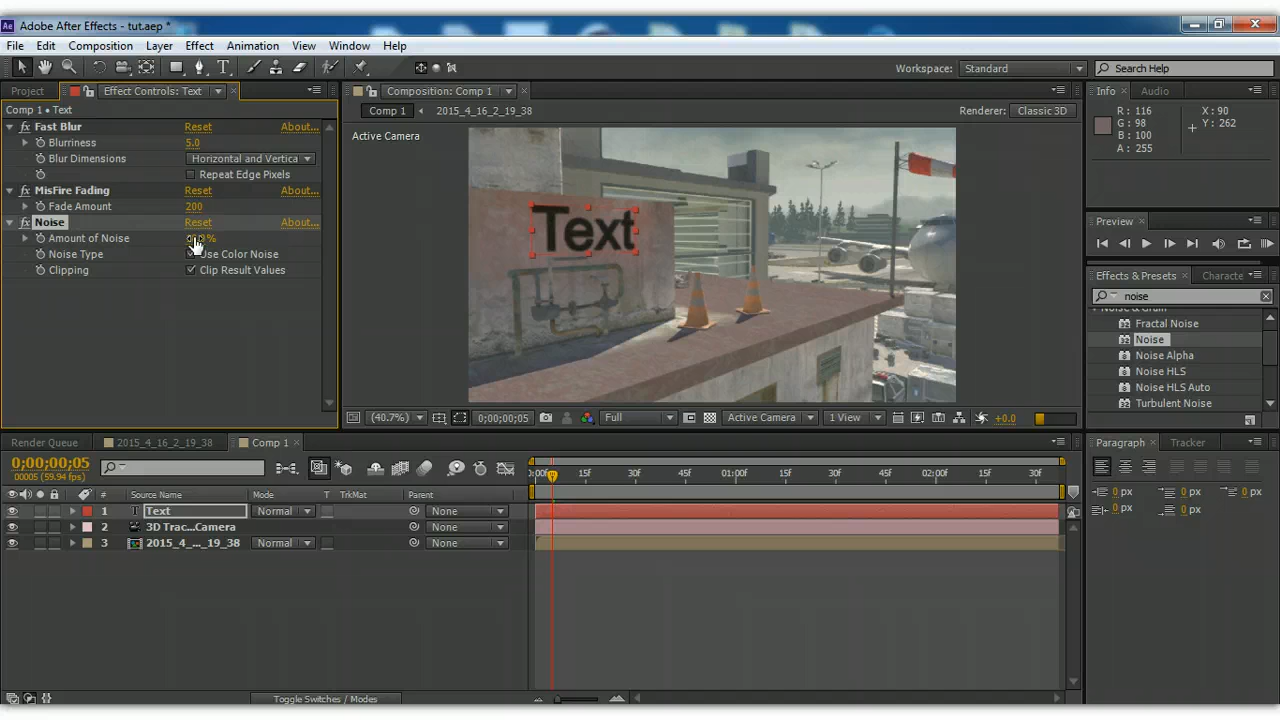 Adobe After Effects - tut.aep *
File Edit Composition Layer Effect Animation View Window Help
Workspace: Standard Search Help
Project Effect Controls: Text Composition: Comp 1 Info Audio
Comp 1 • Text
Comp 1 2015_4_16_2_19_38 Renderer: Classic 3D
R: 116 X: 90
G: 98 Y: 262
B: 100
A: 255
fx Fast Blur Reset About...
Blurriness 5.0
Blur Dimensions Horizontal and Vertica
Repeat Edge Pixels
fx MisFire Fading Reset About...
Fade Amount 200
fx Noise Reset About...
Amount of Noise %
Noise Type Use Color Noise
Clipping Clip Result Values
Active Camera
Text
Preview
Effects & Presets Characte
noise
Noise & Grain
Fractal Noise
Noise
Noise Alpha
Noise HLS
Noise HLS Auto
Turbulent Noise
(40.7%) 0;00;00;05 Full Active Camera 1 View +0.0
Render Queue 2015_4_16_2_19_38 Comp 1
Paragraph Tracker
0;00;00;05
00005 (59.94 fps)
:00f 15f 30f 45f 01:00f 15f 30f 45f 02:00f 15f 30f
0 px 0 px 0 px
0 px 0 px
# Source Name Mode T TrkMat Parent
1 T Text Normal None
2 3D Trac...Camera None
3 2015_4_..._19_38 Normal None
Toggle Switches / Modes